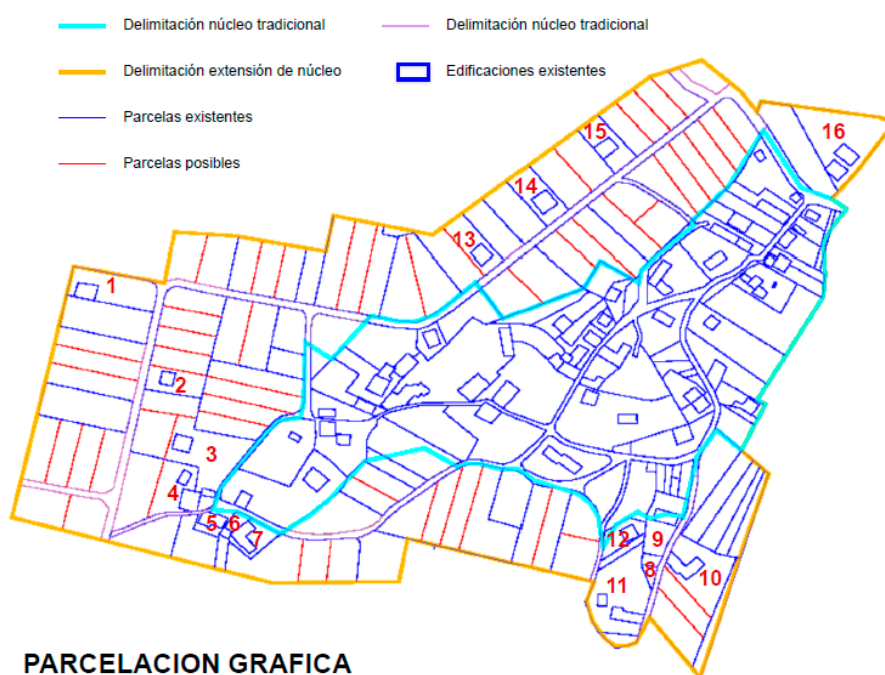 Delimitación núcleo tradicional
Delimitación núcleo tradicional
Delimitación extensión de núcleo
Edificaciones existentes
Parcelas existentes
Parcelas posibles
15
16
14
13
1
2
3
4
5
6
7
12
9
8
10
11
PARCELACION GRAFICA